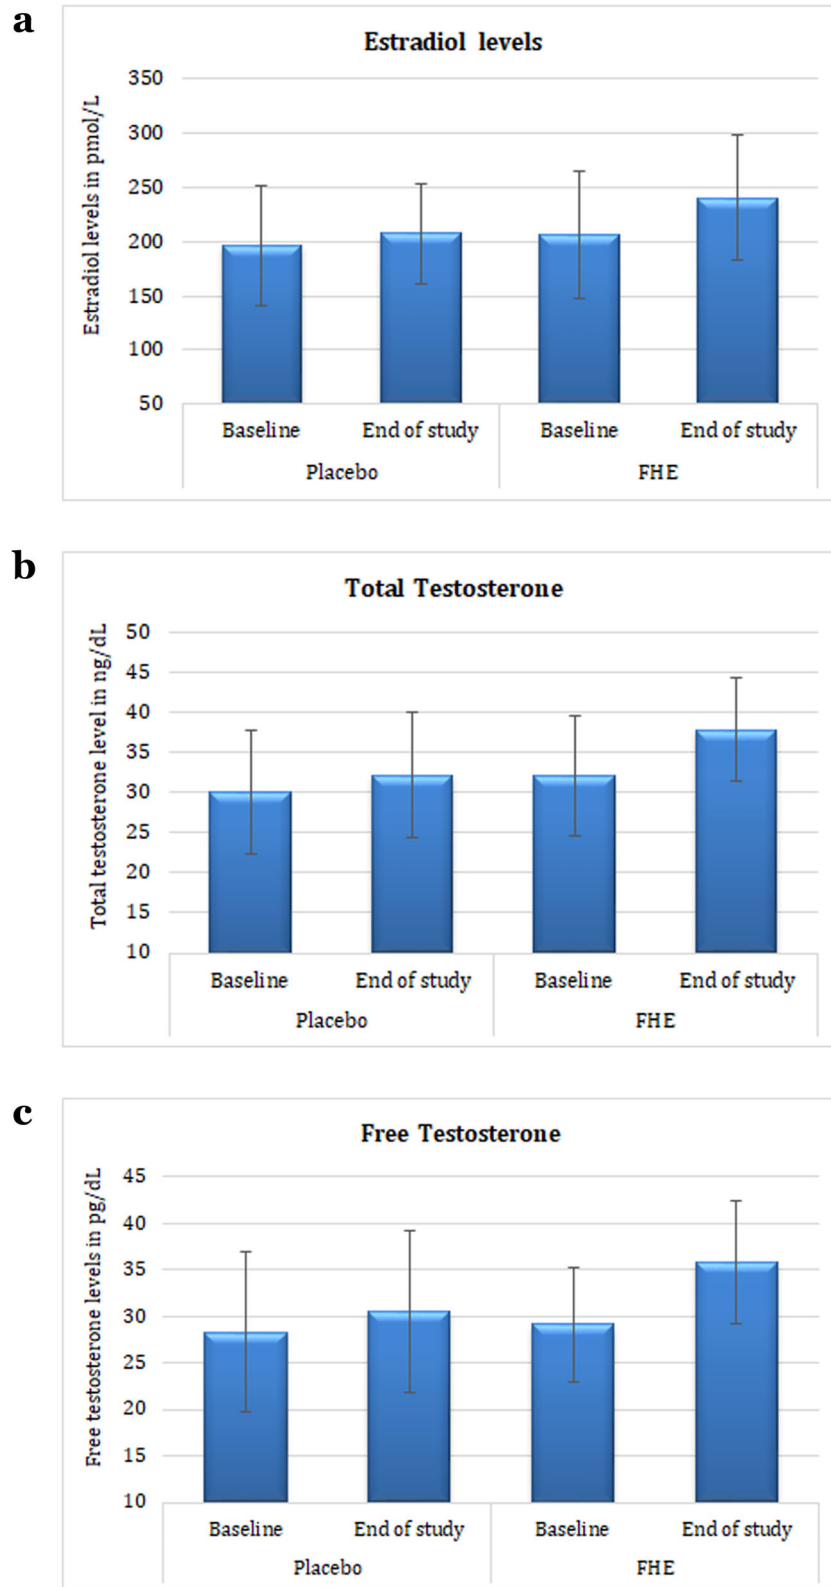 a
Estradiol levels
Estradiol levels in pmol/L
350
300
250
200
150
100
50
Baseline
End of study
Baseline
End of study
Placebo
FHE
b
Total Testosterone
Total testosterone level in ng/dL
50
45
40
35
30
25
20
15
10
Baseline
End of study
Baseline
End of study
Placebo
FHE
c
Free Testosterone
Free testosterone levels in pg/dL
45
40
35
30
25
20
15
10
Baseline
End of study
Baseline
End of study
Placebo
FHE